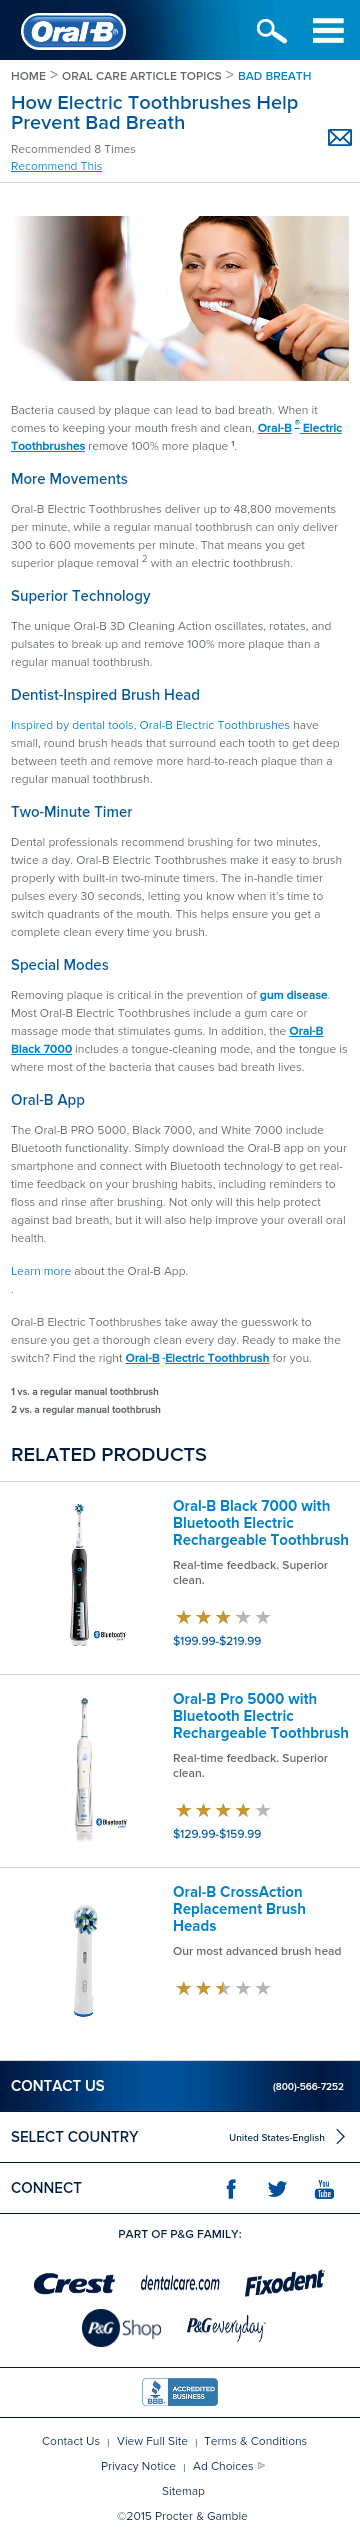 Oral-B®
HOME > ORAL CARE ARTICLE TOPICS > BAD BREATH
How Electric Toothbrushes Help
Prevent Bad Breath
Recommended 8 Times
Recommend This
Bacteria caused by plaque can lead to bad breath. When it
comes to keeping your mouth fresh and clean, Oral-B ® Electric
Toothbrushes remove 100% more plaque ¹.
More Movements
Oral-B Electric Toothbrushes deliver up to 48,800 movements
per minute, while a regular manual toothbrush can only deliver
300 to 600 movements per minute. That means you get
superior plaque removal ² with an electric toothbrush.
Superior Technology
The unique Oral-B 3D Cleaning Action oscillates, rotates, and
pulsates to break up and remove 100% more plaque than a
regular manual toothbrush.
Dentist-Inspired Brush Head
Inspired by dental tools, Oral-B Electric Toothbrushes have
small, round brush heads that surround each tooth to get deep
between teeth and remove more hard-to-reach plaque than a
regular manual toothbrush.
Two-Minute Timer
Dental professionals recommend brushing for two minutes,
twice a day. Oral-B Electric Toothbrushes make it easy to brush
properly with built-in two-minute timers. The in-handle timer
pulses every 30 seconds, letting you know when it's time to
switch quadrants of the mouth. This helps ensure you get a
complete clean every time you brush.
Special Modes
Removing plaque is critical in the prevention of gum disease.
Most Oral-B Electric Toothbrushes include a gum care or
massage mode that stimulates gums. In addition, the Oral-B
Black 7000 includes a tongue-cleaning mode, and the tongue is
where most of the bacteria that causes bad breath lives.
Oral-B App
The Oral-B PRO 5000, Black 7000, and White 7000 include
Bluetooth functionality. Simply download the Oral-B app on your
smartphone and connect with Bluetooth technology to get real-
time feedback on your brushing habits, including reminders to
floss and rinse after brushing. Not only will this help protect
against bad breath, but it will also help improve your overall oral
health.
Learn more about the Oral-B App.
.
Oral-B Electric Toothbrushes take away the guesswork to
ensure you get a thorough clean every day. Ready to make the
switch? Find the right Oral-B -Electric Toothbrush for you.
1 vs. a regular manual toothbrush
2 vs. a regular manual toothbrush
RELATED PRODUCTS
Oral-B Black 7000 with
Bluetooth Electric
Rechargeable Toothbrush
Real-time feedback. Superior
clean.
Bluetooth
$199.99-$219.99
Oral-B Pro 5000 with
Bluetooth Electric
Rechargeable Toothbrush
Real-time feedback. Superior
clean.
Bluetooth
$129.99-$159.99
Oral-B CrossAction
Replacement Brush
Heads
Our most advanced brush head
CONTACT US (800)-566-7252
SELECT COUNTRY United States-English
CONNECT You Tube
PART OF P&G FAMILY:
Crest dentalcare.com Fixodent
P&G Shop P&G everyday
BBB. ACCREDITED BUSINESS
Contact Us | View Full Site | Terms & Conditions
Privacy Notice | Ad Choices
Sitemap
©2015 Procter & Gamble